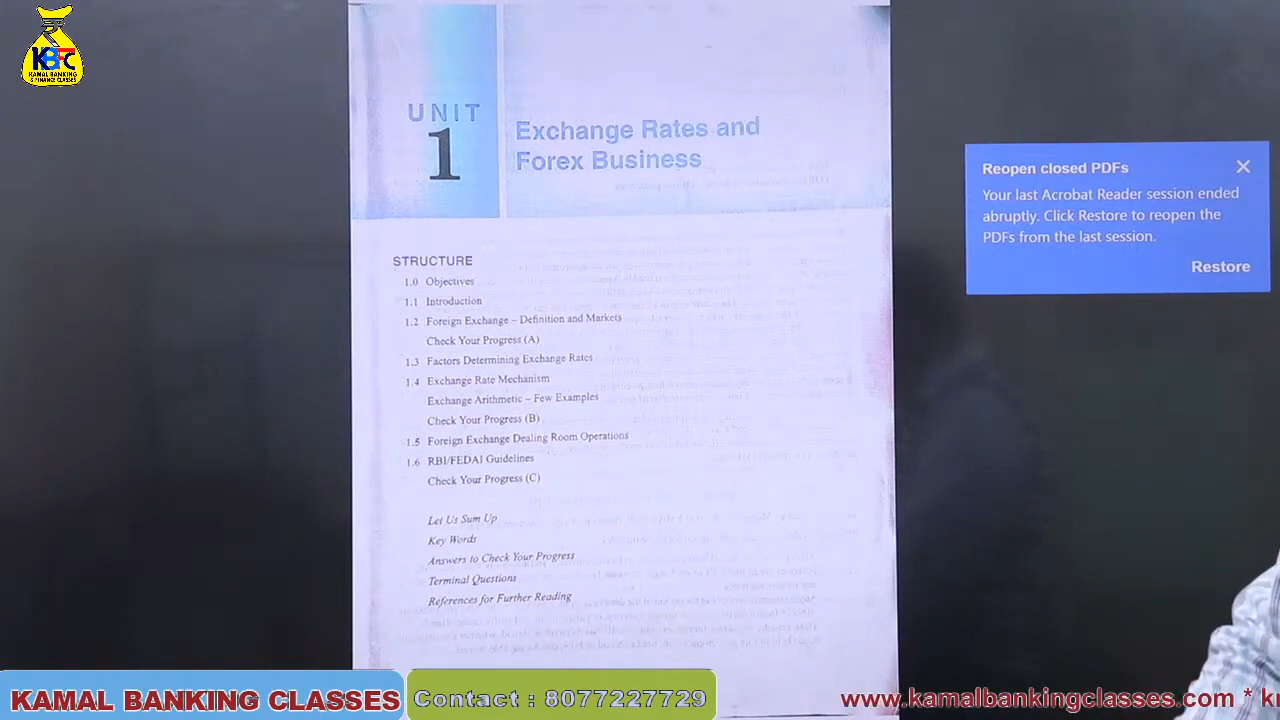 KBFC
KAMAL BANKING
& FINANCE CLASSES
UNIT
1
Exchange Rates and
Forex Business
STRUCTURE
1.0 Objectives
1.1 Introduction
1.2 Foreign Exchange – Definition and Markets
Check Your Progress (A)
1.3 Factors Determining Exchange Rates
1.4 Exchange Rate Mechanism
Exchange Arithmetic – Few Examples
Check Your Progress (B)
1.5 Foreign Exchange Dealing Room Operations
1.6 RBI/FEDAI Guidelines
Check Your Progress (C)
Let Us Sum Up
Key Words
Answers to Check Your Progress
Terminal Questions
References for Further Reading
Reopen closed PDFs
Your last Acrobat Reader session ended
abruptly. Click Restore to reopen the
PDFs from the last session.
Restore
KAMAL BANKING CLASSES
Contact : 8077227729
www.kamalbankingclasses.com *